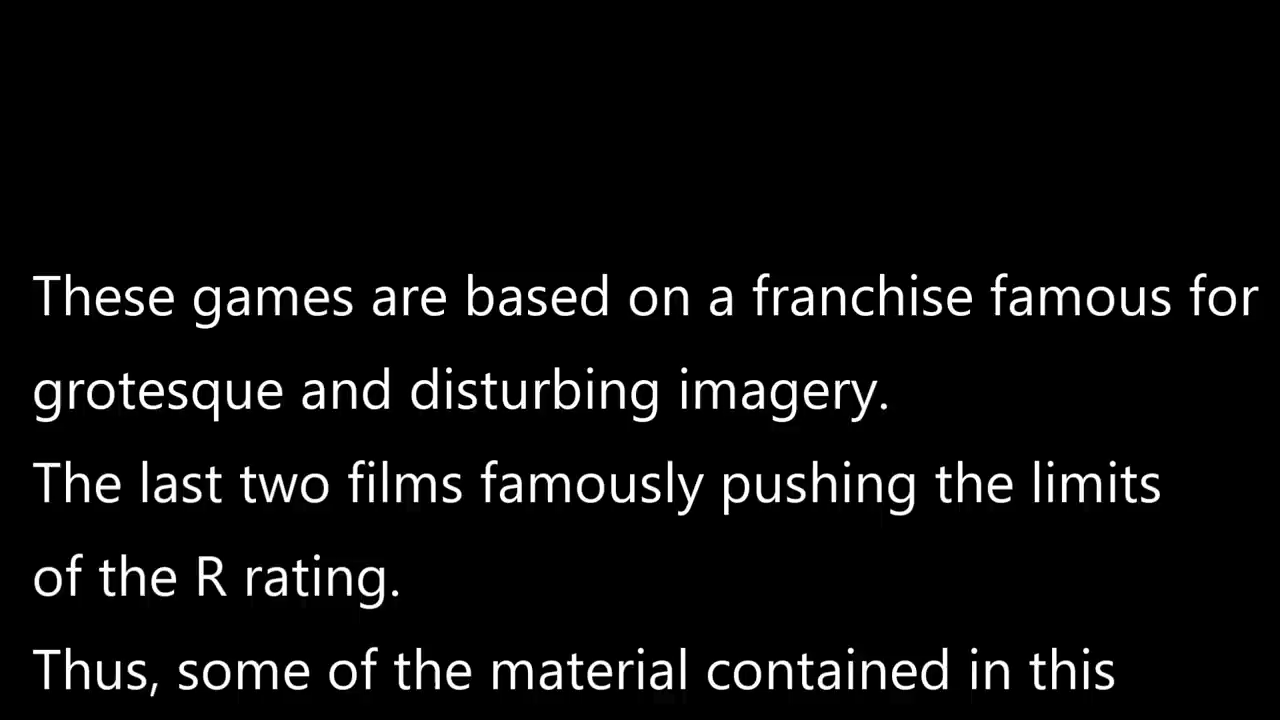 These games are based on a franchise famous for
grotesque and disturbing imagery.
The last two films famously pushing the limits
of the R rating.
Thus, some of the material contained in this